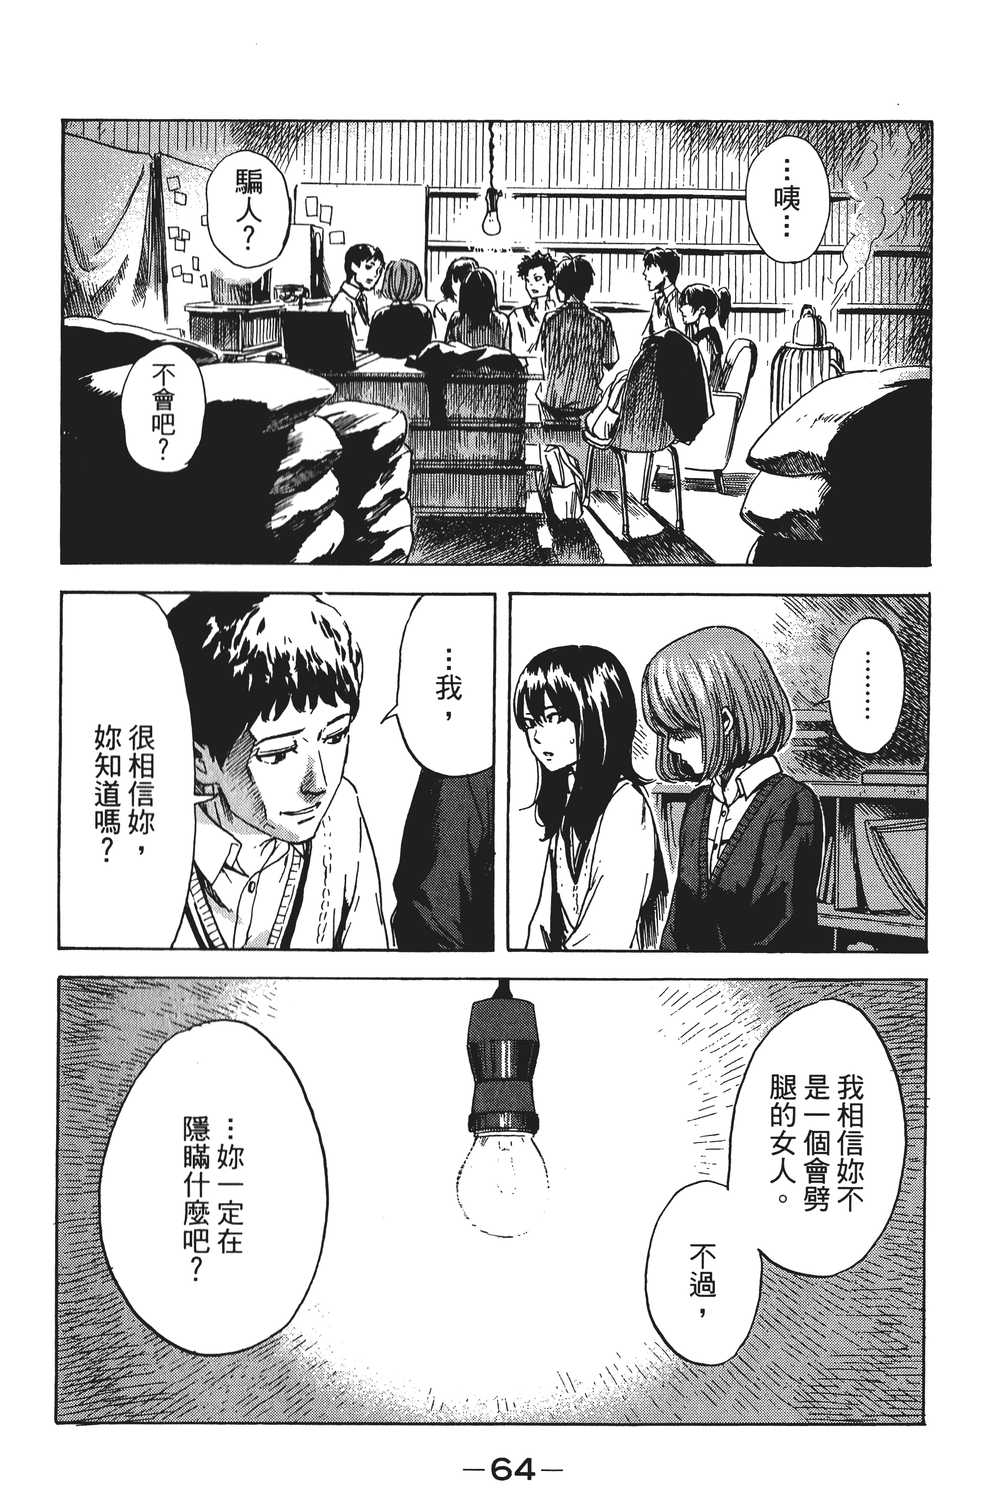 …咦…
騙人？
不會吧？
………
…我，
很相信妳，
妳知道嗎？
我相信妳不
是一個會劈
腿的女人。
不過，
…妳一定在
隱瞞什麼吧？
—64—